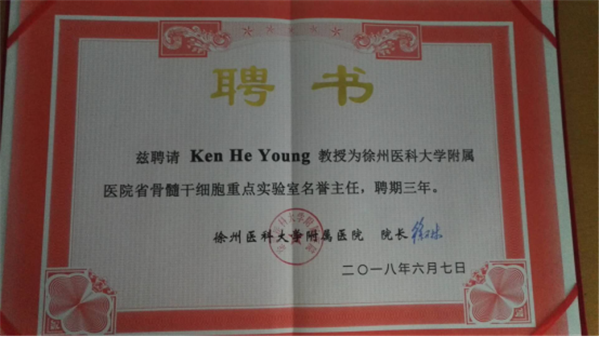 聘书
兹聘请 Ken He Young 教授为徐州医科大学附属
医院省骨髓干细胞重点实验室名誉主任，聘期三年。
徐州医科大学附属医院 院长
二〇一八年六月七日